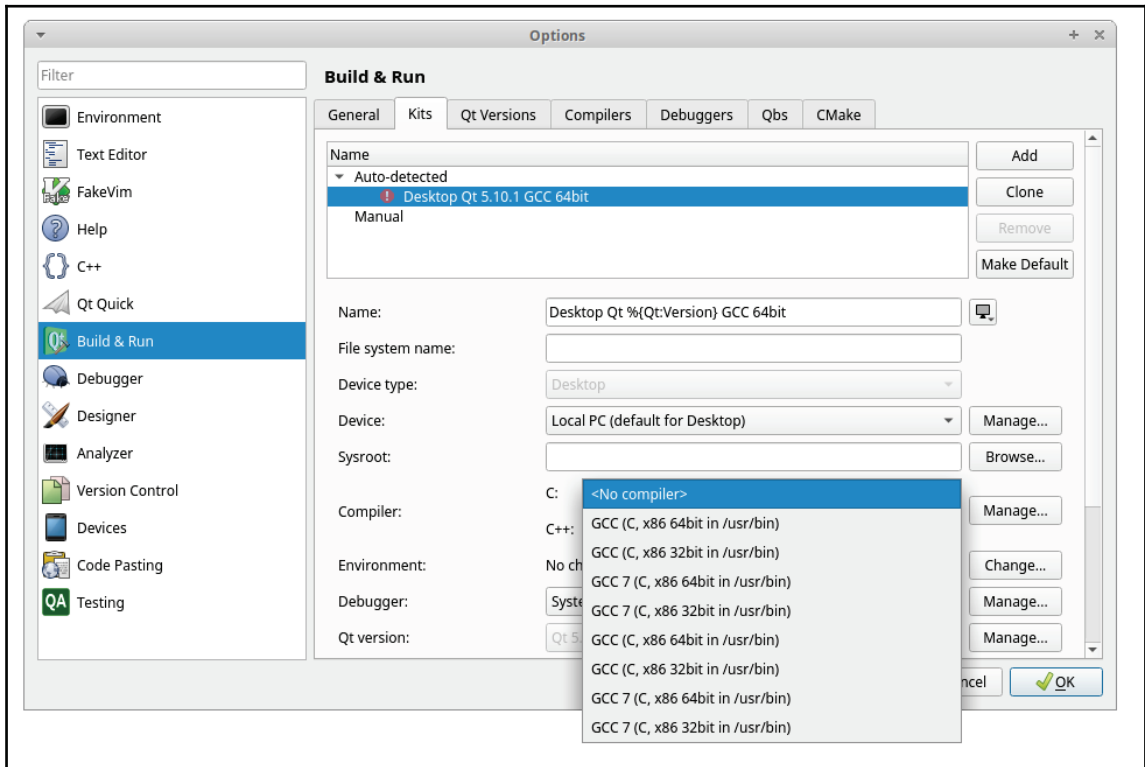 Options
Filter
Environment
Text Editor
FakeVim
Help
C++
Qt Quick
Build & Run
Debugger
Designer
Analyzer
Version Control
Devices
Code Pasting
QA Testing
Build & Run
General Kits Qt Versions Compilers Debuggers Qbs CMake
Name
Auto-detected
Desktop Qt 5.10.1 GCC 64bit
Manual
Add
Clone
Remove
Make Default
Name: Desktop Qt %{Qt:Version} GCC 64bit
File system name:
Device type: Desktop
Device: Local PC (default for Desktop) Manage...
Sysroot: Browse...
Compiler: C: C++: Manage...
<No compiler>
GCC (C, x86 64bit in /usr/bin)
GCC (C, x86 32bit in /usr/bin)
GCC 7 (C, x86 64bit in /usr/bin)
GCC 7 (C, x86 32bit in /usr/bin)
GCC (C, x86 64bit in /usr/bin)
GCC (C, x86 32bit in /usr/bin)
GCC 7 (C, x86 64bit in /usr/bin)
GCC 7 (C, x86 32bit in /usr/bin)
Environment: No ch Change...
Debugger: Syste Manage...
Qt version: Qt 5. Manage...
ncel OK